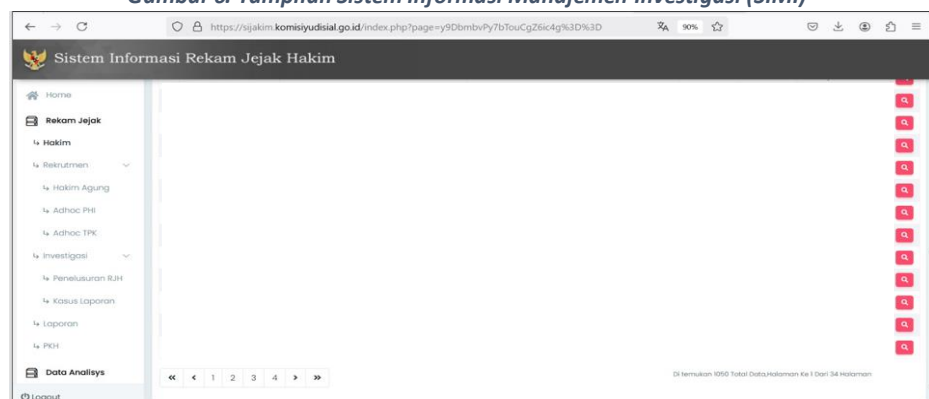 Gambar 6. Tampilan Sistem Informasi Manajemen Investigasi (SIMI)
https://sijakim.komisiyudisial.go.id/index.php?page=y9DbmbvPy7bTouCgZ6ic4g%3D%3D
90%
Sistem Informasi Rekam Jejak Hakim
Home
Rekam Jejak
Hakim
Rekrutmen
Hakim Agung
Adhoc PHI
Adhoc TPK
Investigasi
Penelusuran RJH
Kasus Laporan
Laporan
PKH
Data Analisys
« < 1 2 3 4 > »
Di temukan 1050 Total Data,Halaman Ke 1 Dari 34 Halaman
Logout